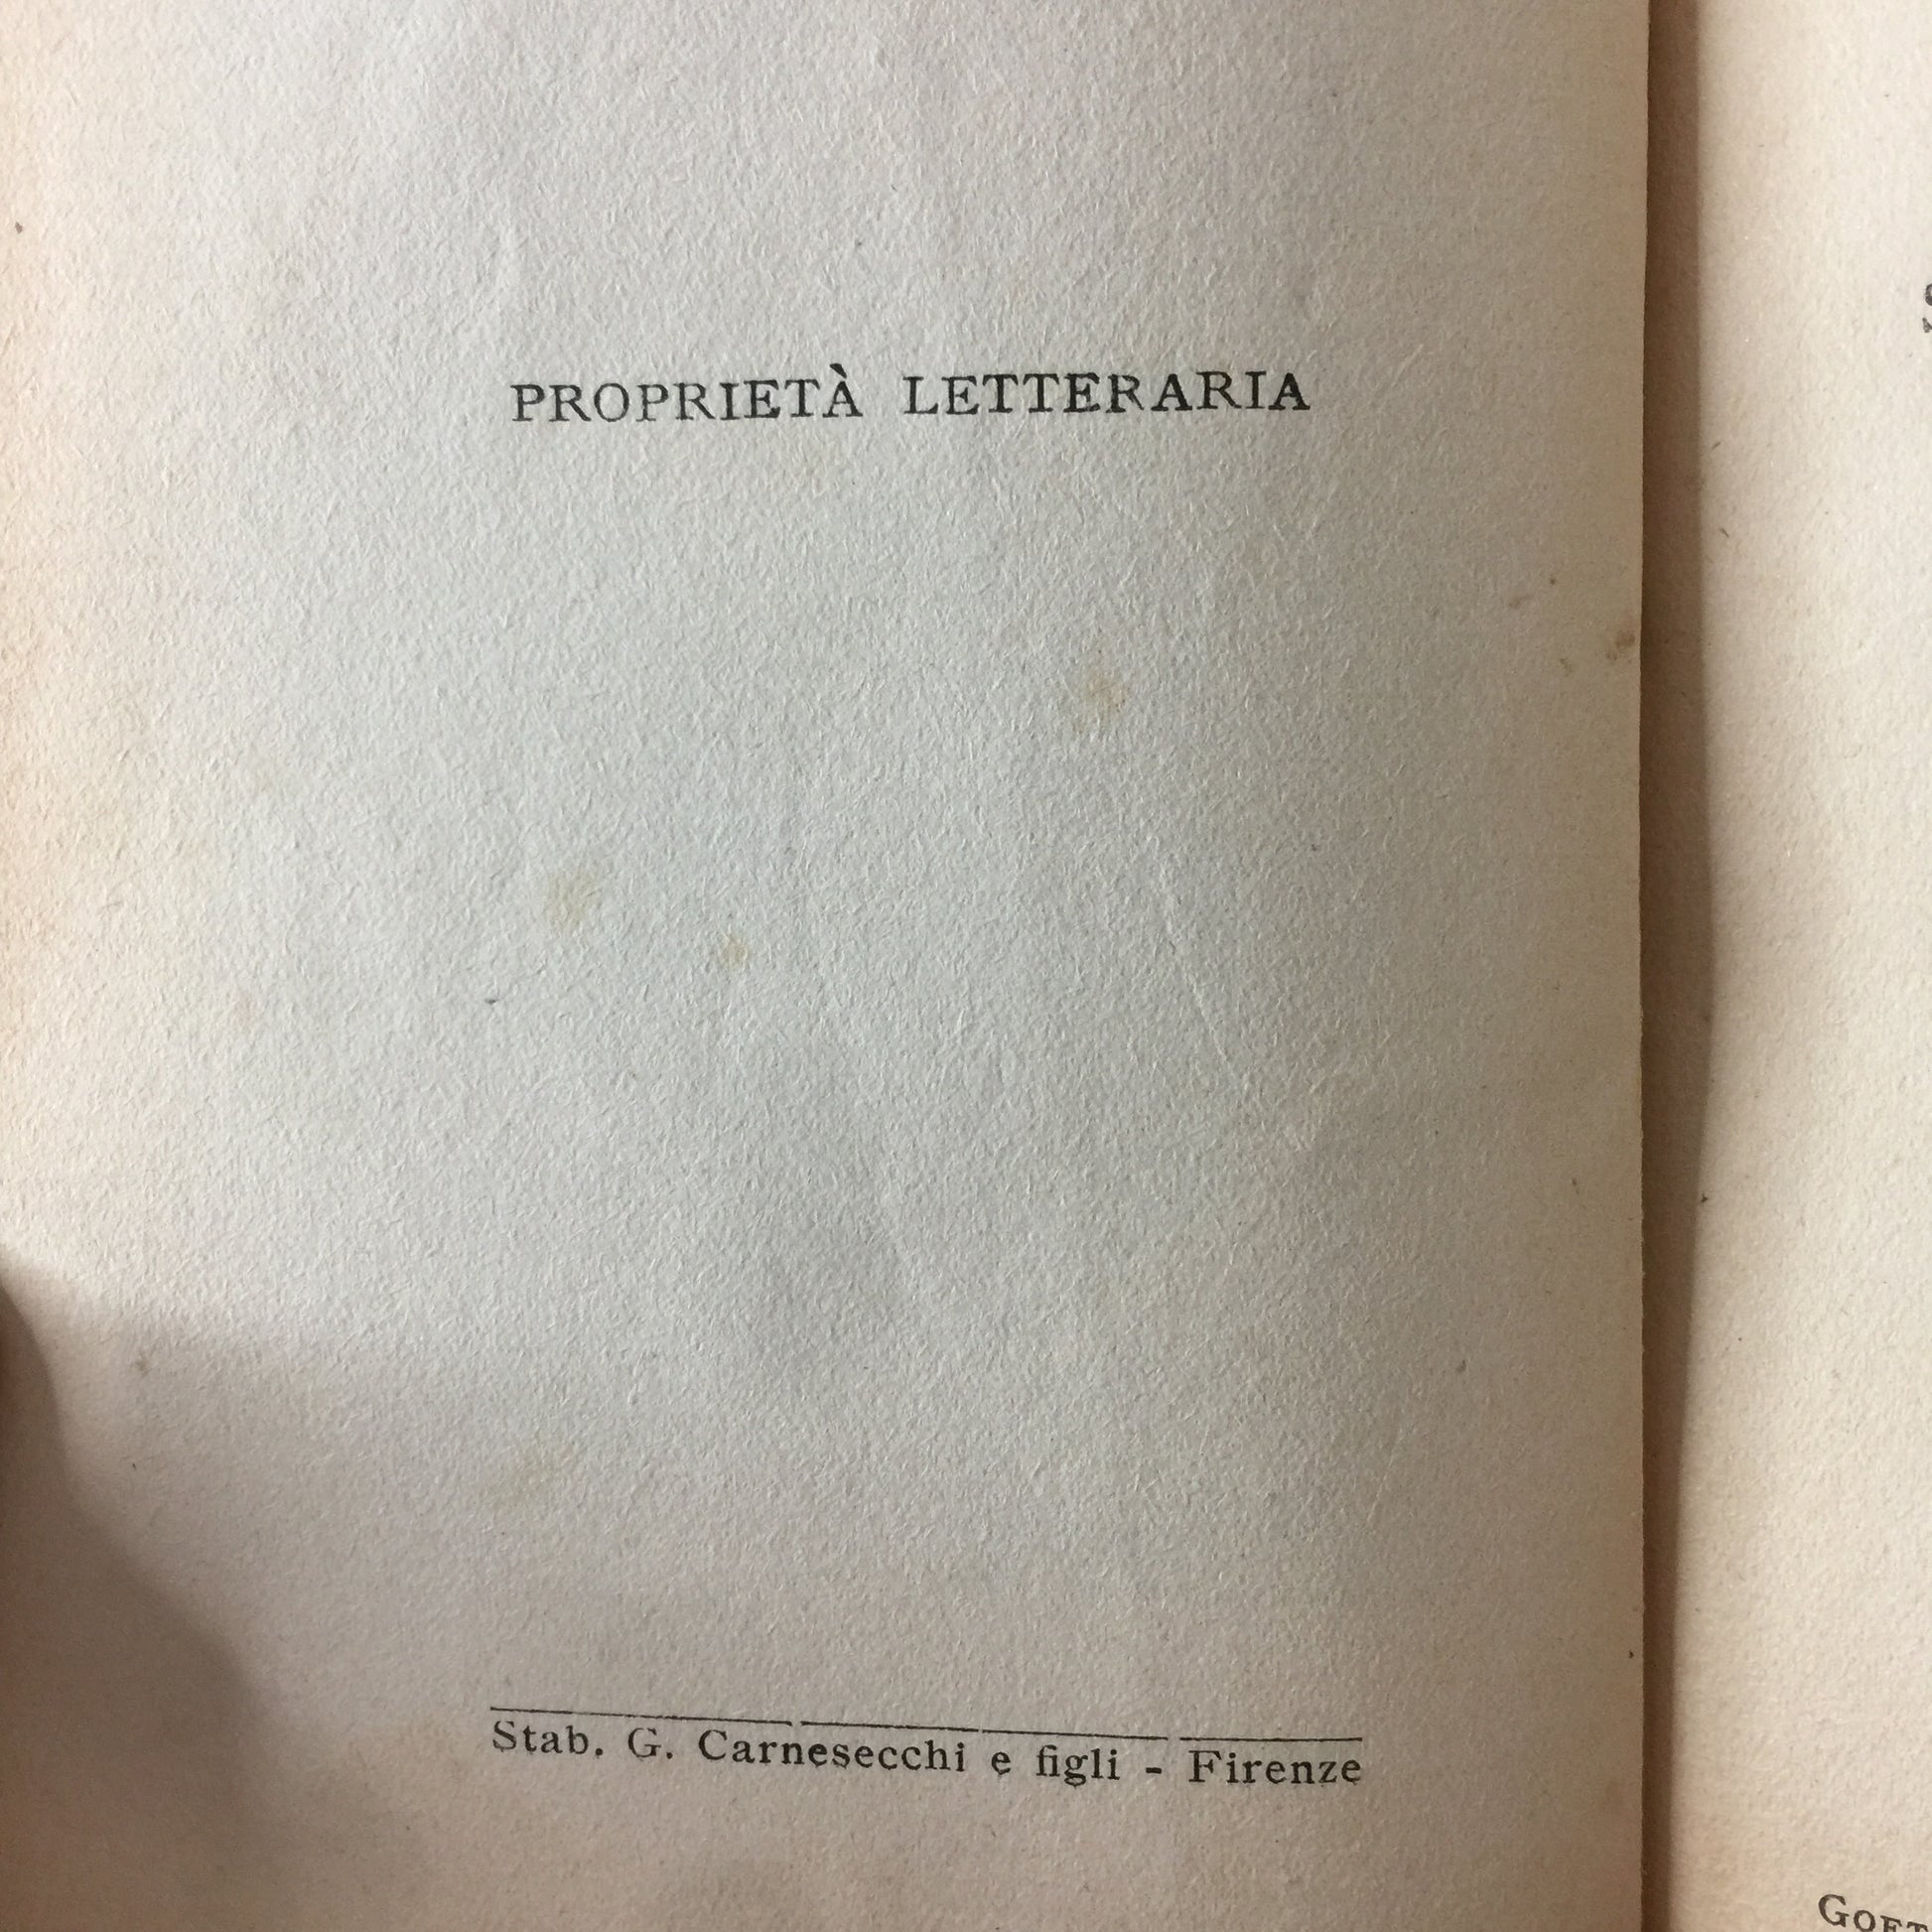 PROPRIETÀ LETTERARIA
Stab. G. Carnesecchi e figli - Firenze